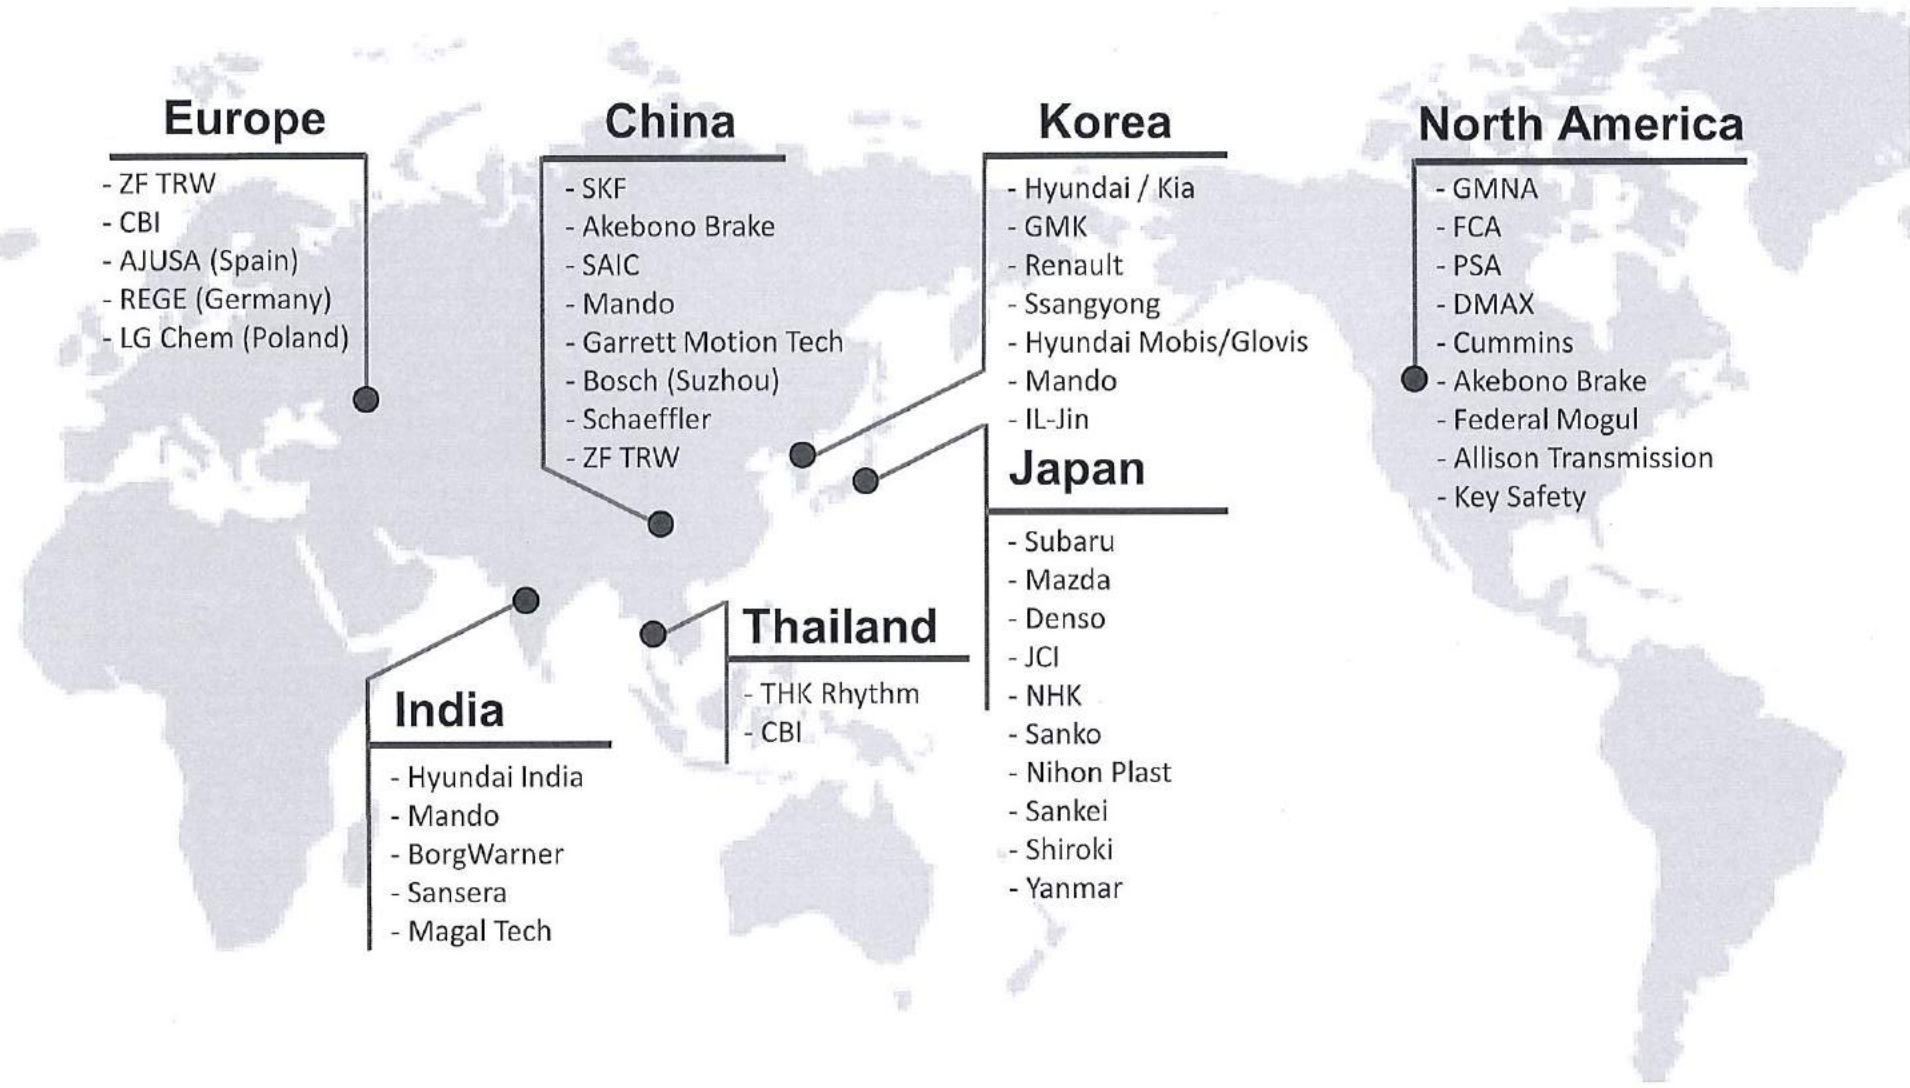 Europe
- ZF TRW
- CBI
- AJUSA (Spain)
- REGE (Germany)
- LG Chem (Poland)
China
- SKF
- Akebono Brake
- SAIC
- Mando
- Garrett Motion Tech
- Bosch (Suzhou)
- Schaeffler
- ZF TRW
Korea
- Hyundai / Kia
- GMK
- Renault
- Ssangyong
- Hyundai Mobis/Glovis
- Mando
- IL-Jin
North America
- GMNA
- FCA
- PSA
- DMAX
- Cummins
- Akebono Brake
- Federal Mogul
- Allison Transmission
- Key Safety
Japan
- Subaru
- Mazda
- Denso
- JCI
- NHK
- Sanko
- Nihon Plast
- Sankei
- Shiroki
- Yanmar
Thailand
- THK Rhythm
- CBI
India
- Hyundai India
- Mando
- BorgWarner
- Sansera
- Magal Tech